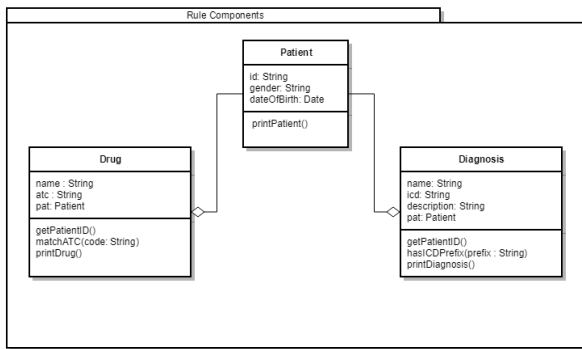 Rule Components
Patient
id: String
gender: String
dateOfBirth: Date
printPatient()
Drug
name : String
atc : String
pat: Patient
getPatientID()
matchATC(code: String)
printDrug()
Diagnosis
name: String
icd: String
description: String
pat: Patient
getPatientID()
hasICDPrefix(prefix : String)
printDiagnosis()